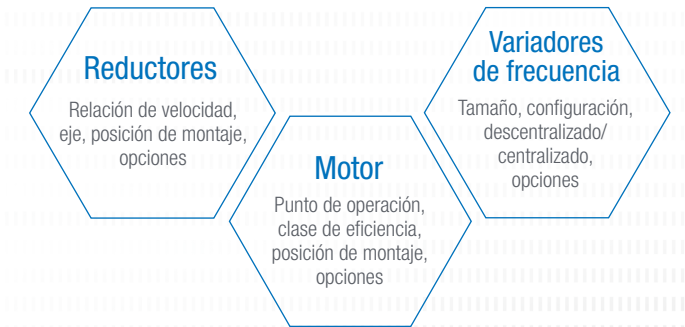 Reductores
Relación de velocidad,
eje, posición de montaje,
opciones
Motor
Punto de operación,
clase de eficiencia,
posición de montaje,
opciones
Variadores
de frecuencia
Tamaño, configuración,
descentralizado/
centralizado,
opciones